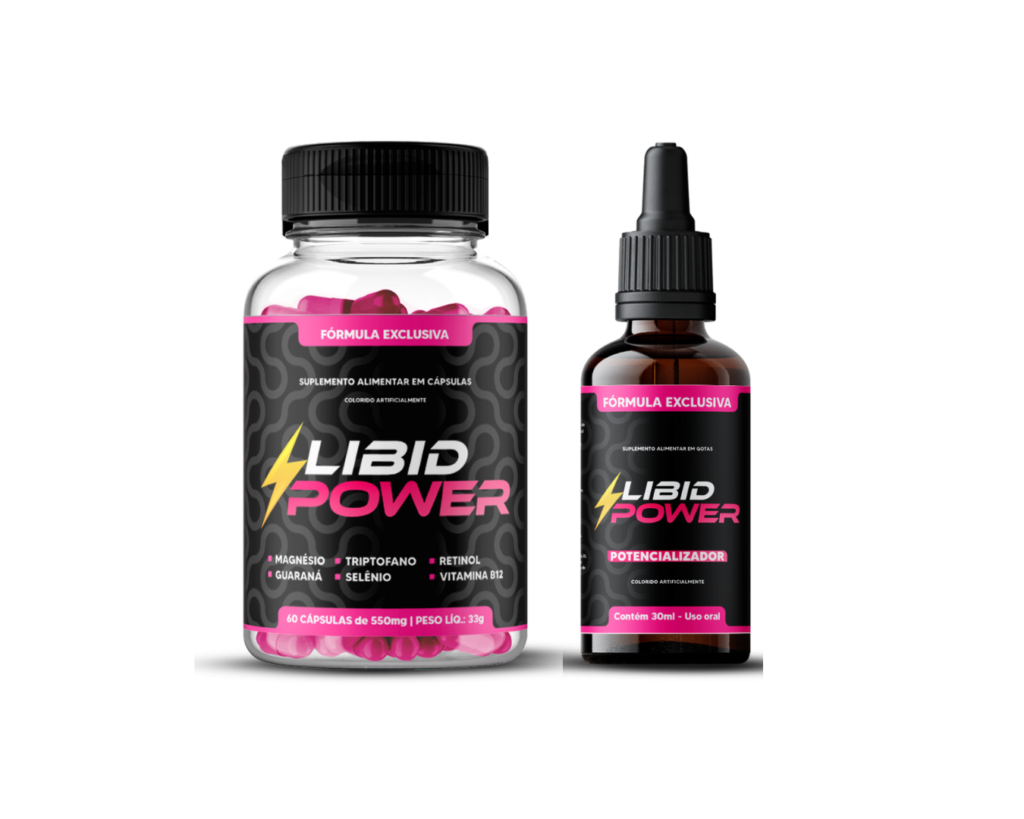 FÓRMULA EXCLUSIVA
SUPLEMENTO ALIMENTAR EM CÁPSULAS
COLORIDO ARTIFICIALMENTE
LIBID
POWER
MAGNÉSIO TRIPTOFANO RETINOL
GUARANÁ SELÊNIO VITAMINA B12
60 CÁPSULAS de 550mg | PESO LÍQ.: 33g
FÓRMULA EXCLUSIVA
SUPLEMENTO ALIMENTAR EM GOTAS
LIBID
POWER
POTENCIALIZADOR
COLORIDO ARTIFICIALMENTE
Contém 30ml - Uso oral